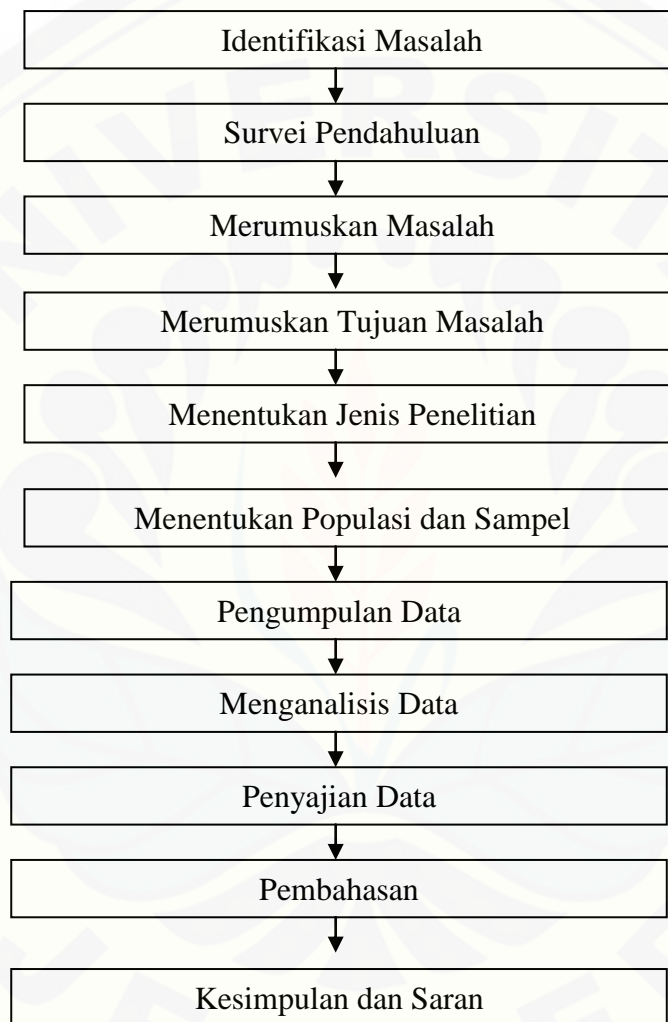 Identifikasi Masalah
Survei Pendahuluan
Merumuskan Masalah
Merumuskan Tujuan Masalah
Menentukan Jenis Penelitian
Menentukan Populasi dan Sampel
Pengumpulan Data
Menganalisis Data
Penyajian Data
Pembahasan
Kesimpulan dan Saran